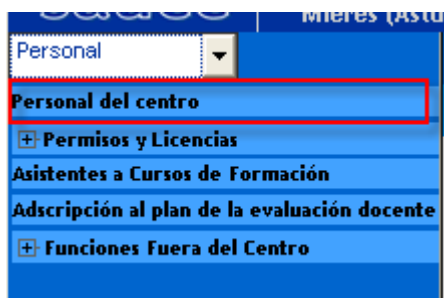 Mieres (Astu
Personal
Personal del centro
Permisos y Licencias
Asistentes a Cursos de Formación
Adscripción al plan de la evaluación docente
Funciones Fuera del Centro